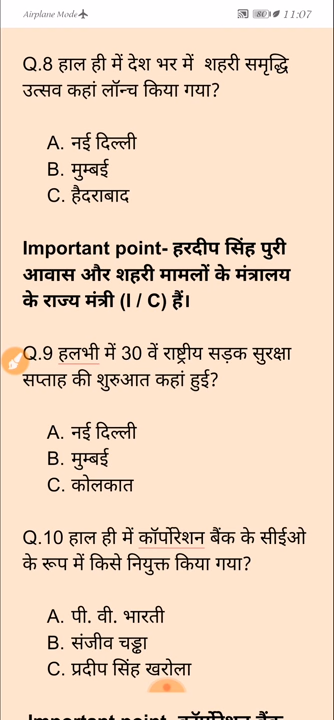 Airplane Mode 80 11:07
Q.8 हाल ही में देश भर में शहरी समृद्धि
उत्सव कहां लॉन्च किया गया?
A. नई दिल्ली
B. मुम्बई
C. हैदराबाद
Important point- हरदीप सिंह पुरी
आवास और शहरी मामलों के मंत्रालय
के राज्य मंत्री (I / C) हैं।
Q.9 हलभी में 30 वें राष्ट्रीय सड़क सुरक्षा
सप्ताह की शुरुआत कहां हुई?
A. नई दिल्ली
B. मुम्बई
C. कोलकात
Q.10 हाल ही में कॉर्पोरेशन बैंक के सीईओ
के रूप में किसे नियुक्त किया गया?
A. पी. वी. भारती
B. संजीव चड्ढा
C. प्रदीप सिंह खरोला